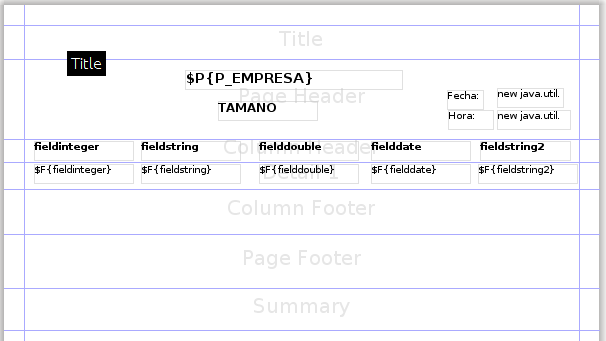 Title
Title
$P{P_EMPRESA}
Page Header
Fecha:
new java.util.
TAMANO
Hora:
new java.util.
Column Header
fieldinteger
fieldstring
fielddouble
fielddate
fieldstring2
Detail 1
$F{fieldinteger}
$F{fieldstring}
$F{fielddouble}
$F{fielddate}
$F{fieldstring2}
Column Footer
Page Footer
Summary